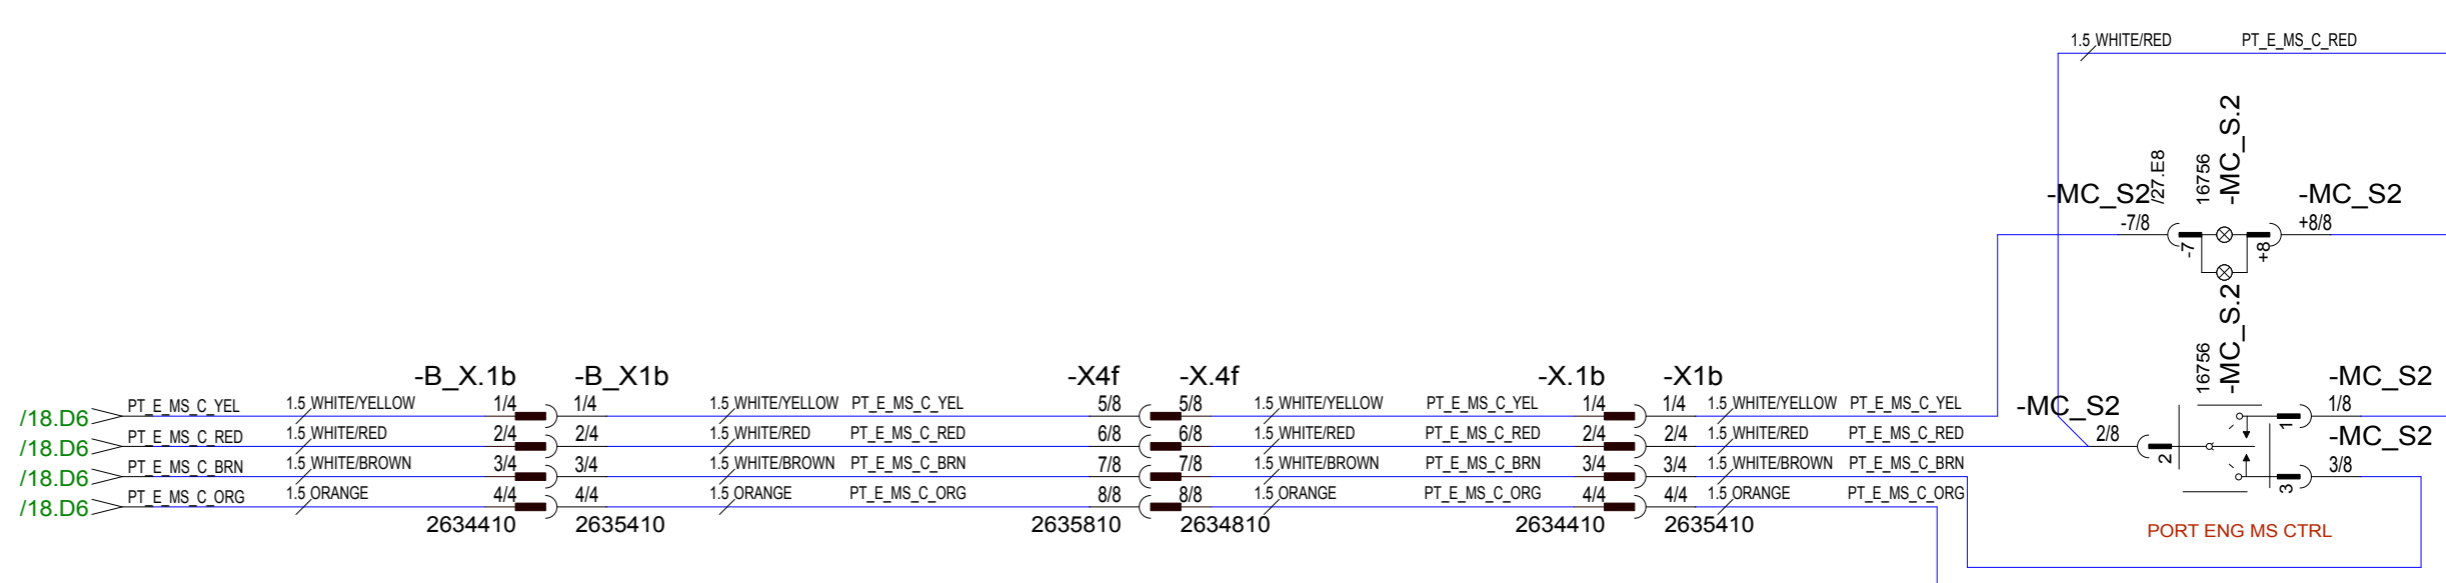 1.5 WHITE/RED PT_E_MS_C_RED
/27.E8
16756
-MC_S.2
-MC_S2 -MC_S2
-7/8 +8/8
-7 +8
16756
-MC_S.2
-B_X.1b -B_X1b -X4f -X.4f -X.1b -X1b -MC_S2
/18.D6 PT_E_MS_C_YEL 1.5 WHITE/YELLOW 1/4 1/4 1.5 WHITE/YELLOW PT_E_MS_C_YEL 5/8 5/8 1.5 WHITE/YELLOW PT_E_MS_C_YEL 1/4 1/4 1.5 WHITE/YELLOW PT_E_MS_C_YEL -MC_S2 1/8
1
/18.D6 PT_E_MS_C_RED 1.5 WHITE/RED 2/4 2/4 1.5 WHITE/RED PT_E_MS_C_RED 6/8 6/8 1.5 WHITE/RED PT_E_MS_C_RED 2/4 2/4 1.5 WHITE/RED PT_E_MS_C_RED 2/8 -MC_S2
2
/18.D6 PT_E_MS_C_BRN 1.5 WHITE/BROWN 3/4 3/4 1.5 WHITE/BROWN PT_E_MS_C_BRN 7/8 7/8 1.5 WHITE/BROWN PT_E_MS_C_BRN 3/4 3/4 1.5 WHITE/BROWN PT_E_MS_C_BRN 3/8
3
/18.D6 PT_E_MS_C_ORG 1.5 ORANGE 4/4 4/4 1.5 ORANGE PT_E_MS_C_ORG 8/8 8/8 1.5 ORANGE PT_E_MS_C_ORG 4/4 4/4 1.5 ORANGE PT_E_MS_C_ORG
2634410 2635410 2635810 2634810 2634410 2635410
PORT ENG MS CTRL